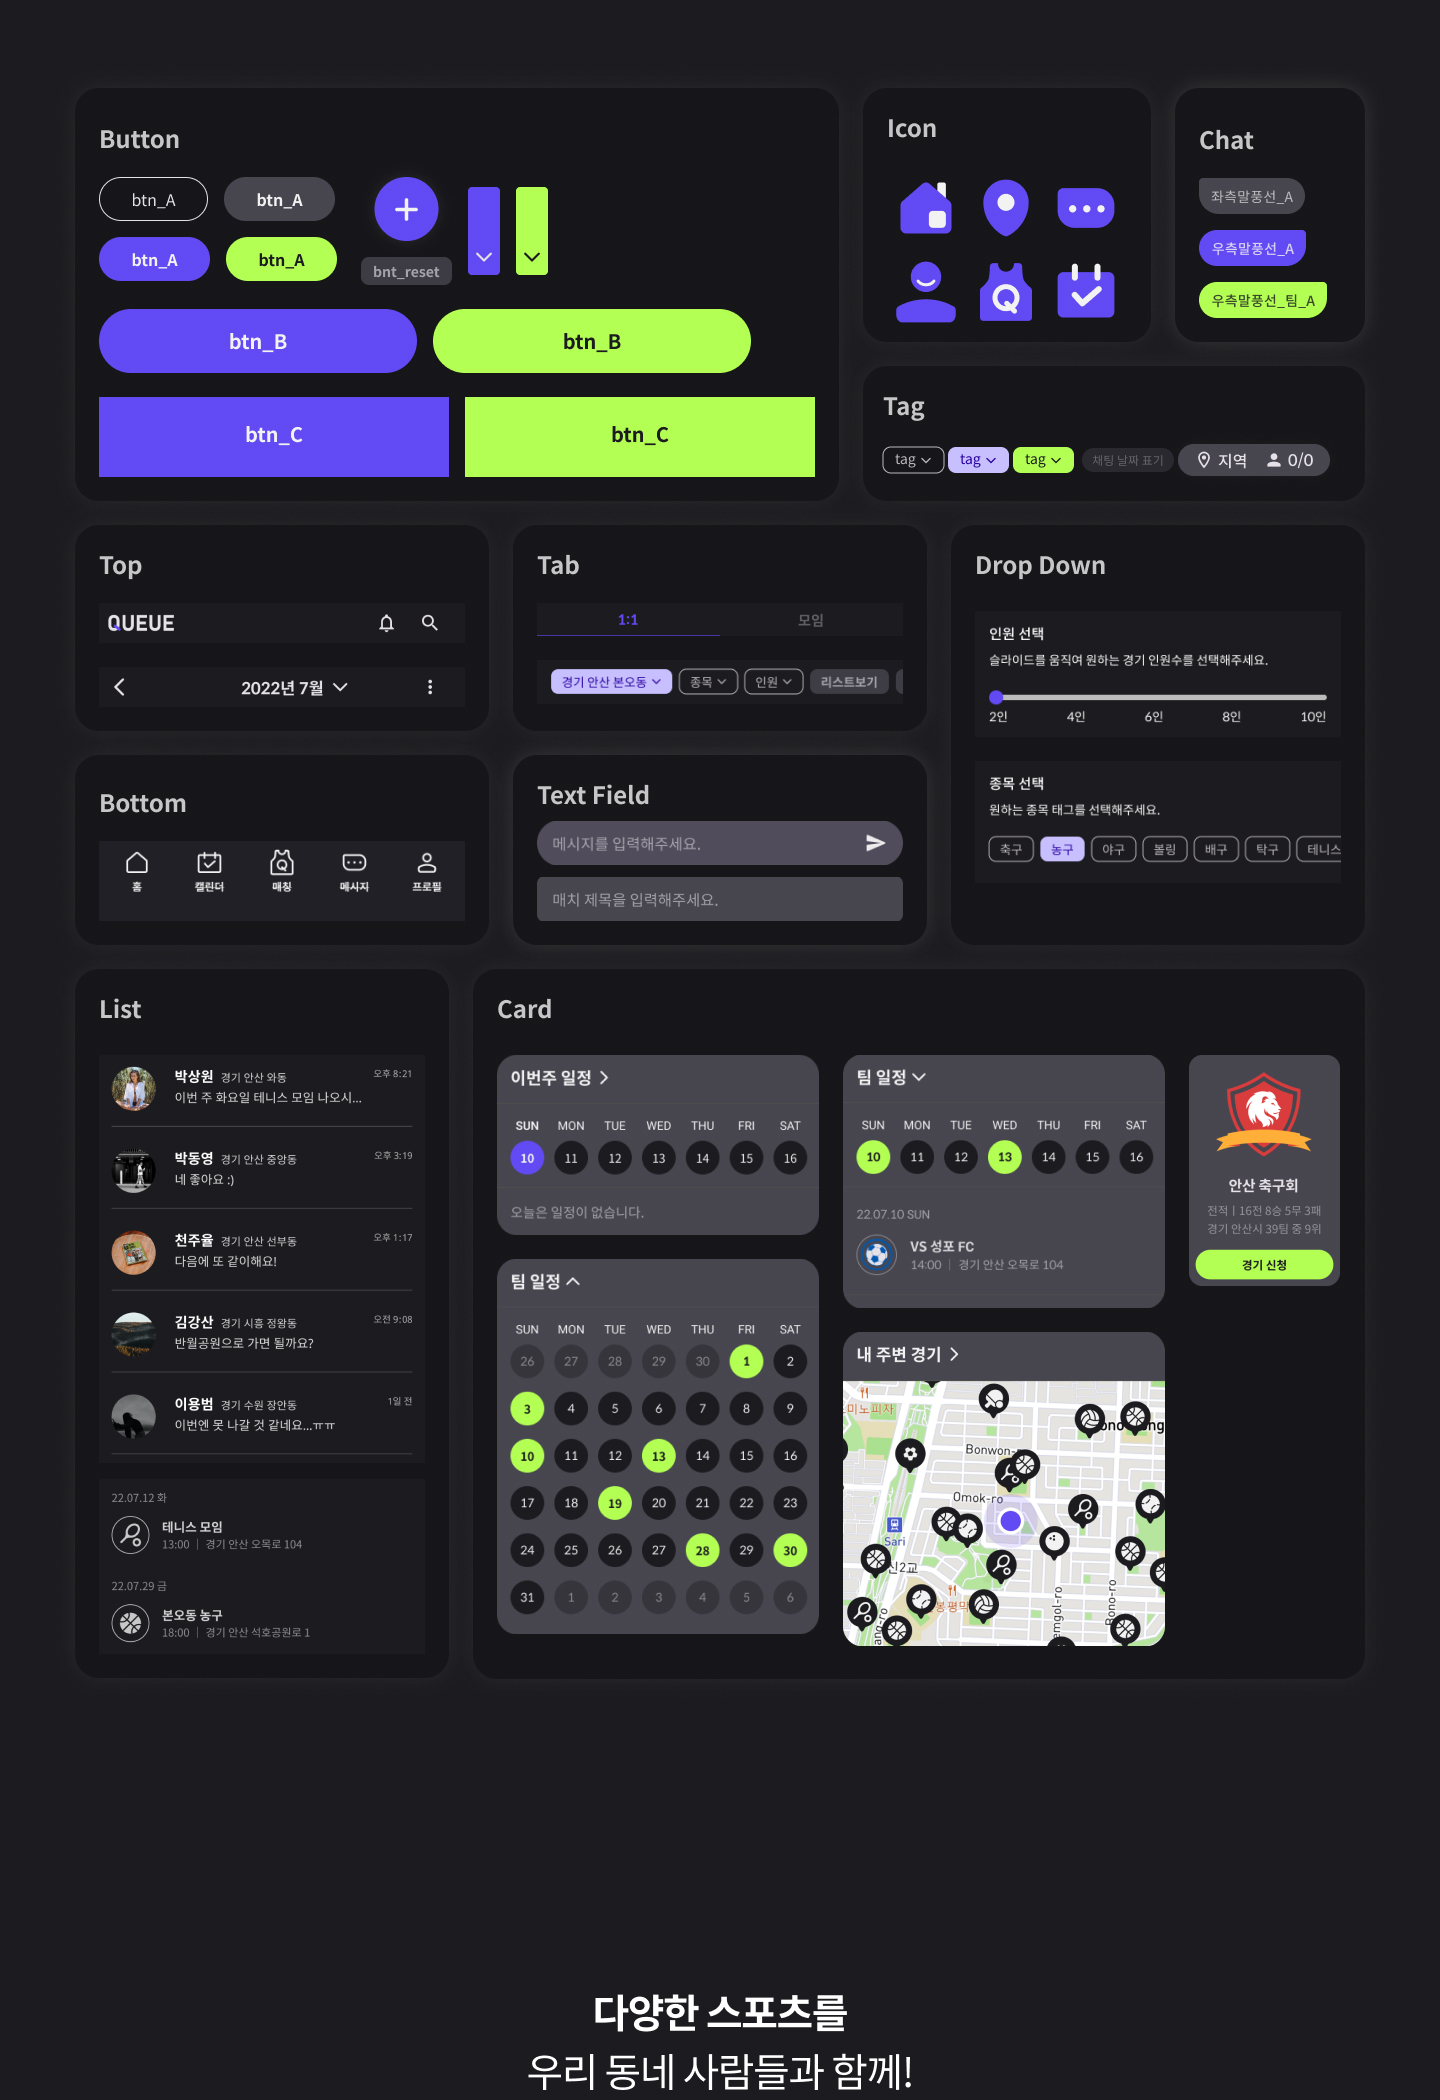 Button
btn_A
btn_A
btn_A
btn_A
bnt_reset
btn_B
btn_B
btn_C
btn_C
Icon
Q
Chat
좌측말풍선_A
우측말풍선_A
우측말풍선_팀_A
Tag
tag
tag
tag
채팅 날짜 표기
지역 0/0
Top
QUEUE
2022년 7월
Tab
1:1 모임
경기 안산 본오동 종목 인원 리스트보기
Drop Down
인원 선택
슬라이드를 움직여 원하는 경기 인원수를 선택해주세요.
2인 4인 6인 8인 10인
종목 선택
원하는 종목 태그를 선택해주세요.
축구 농구 야구 볼링 배구 탁구 테니스
Bottom
Q
홈 캘린더 매칭 메시지 프로필
Text Field
메시지를 입력해주세요.
매치 제목을 입력해주세요.
List
박상원 경기 안산 와동 오후 8:21
이번 주 화요일 테니스 모임 나오시...
박동영 경기 안산 중앙동 오후 3:19
네 좋아요 :)
천주율 경기 안산 선부동 오후 1:17
다음에 또 같이해요!
김강산 경기 시흥 정왕동 오전 9:08
반월공원으로 가면 될까요?
이용범 경기 수원 장안동 1일 전
이번엔 못 나갈 것 같네요...ㅠㅠ
22.07.12 화
테니스 모임
13:00 | 경기 안산 오목로 104
22.07.29 금
본오동 농구
18:00 | 경기 안산 석호공원로 1
Card
이번주 일정
SUN MON TUE WED THU FRI SAT
10 11 12 13 14 15 16
오늘은 일정이 없습니다.
팀 일정
SUN MON TUE WED THU FRI SAT
26 27 28 29 30 1 2
3 4 5 6 7 8 9
10 11 12 13 14 15 16
17 18 19 20 21 22 23
24 25 26 27 28 29 30
31 1 2 3 4 5 6
팀 일정
SUN MON TUE WED THU FRI SAT
10 11 12 13 14 15 16
22.07.10 SUN
VS 성포 FC
14:00 | 경기 안산 오목로 104
내 주변 경기
미노피자
Bonwon-
Omok-ro
Sari
신2교
봉평막
ang-ro
emgol-ro
Bono-ro
안산 축구회
전적 | 16전 8승 5무 3패
경기 안산시 39팀 중 9위
경기 신청
다양한 스포츠를
우리 동네 사람들과 함께!